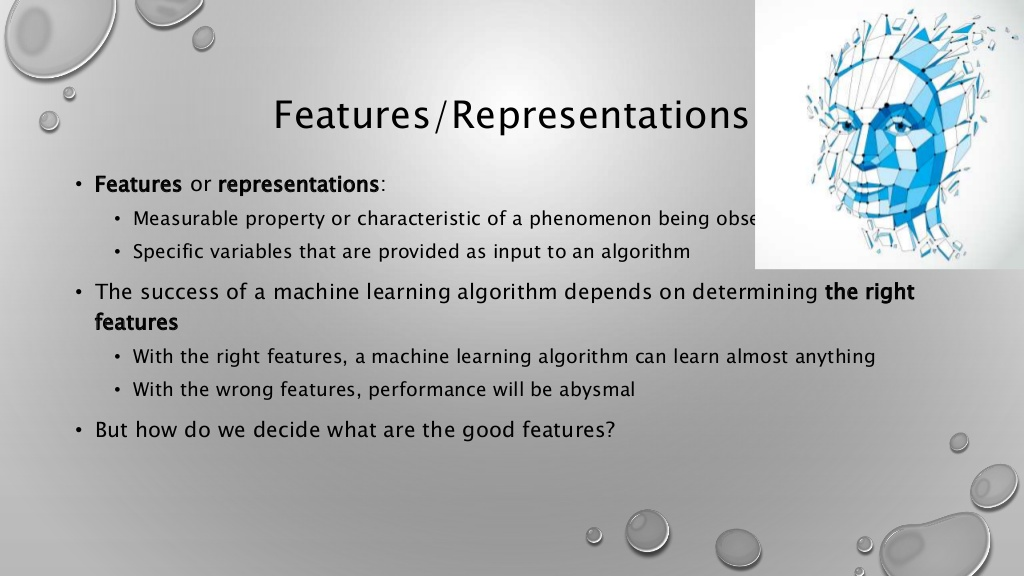 Features/Representations
• Features or representations:
• Measurable property or characteristic of a phenomenon being
• Specific variables that are provided as input to an algorithm
• The success of a machine learning algorithm depends on determining the right
features
• With the right features, a machine learning algorithm can learn almost anything
• With the wrong features, performance will be abysmal
• But how do we decide what are the good features?